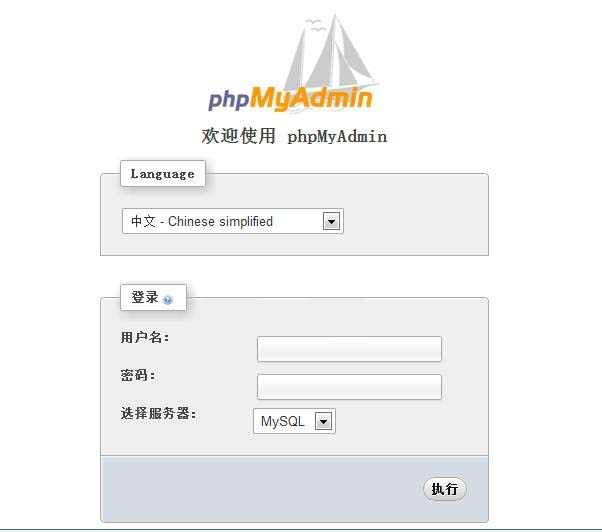 phpMyAdmin
欢迎使用 phpMyAdmin
Language
中文 - Chinese simplified
登录
用户名：
密码：
选择服务器：
MySQL
执行